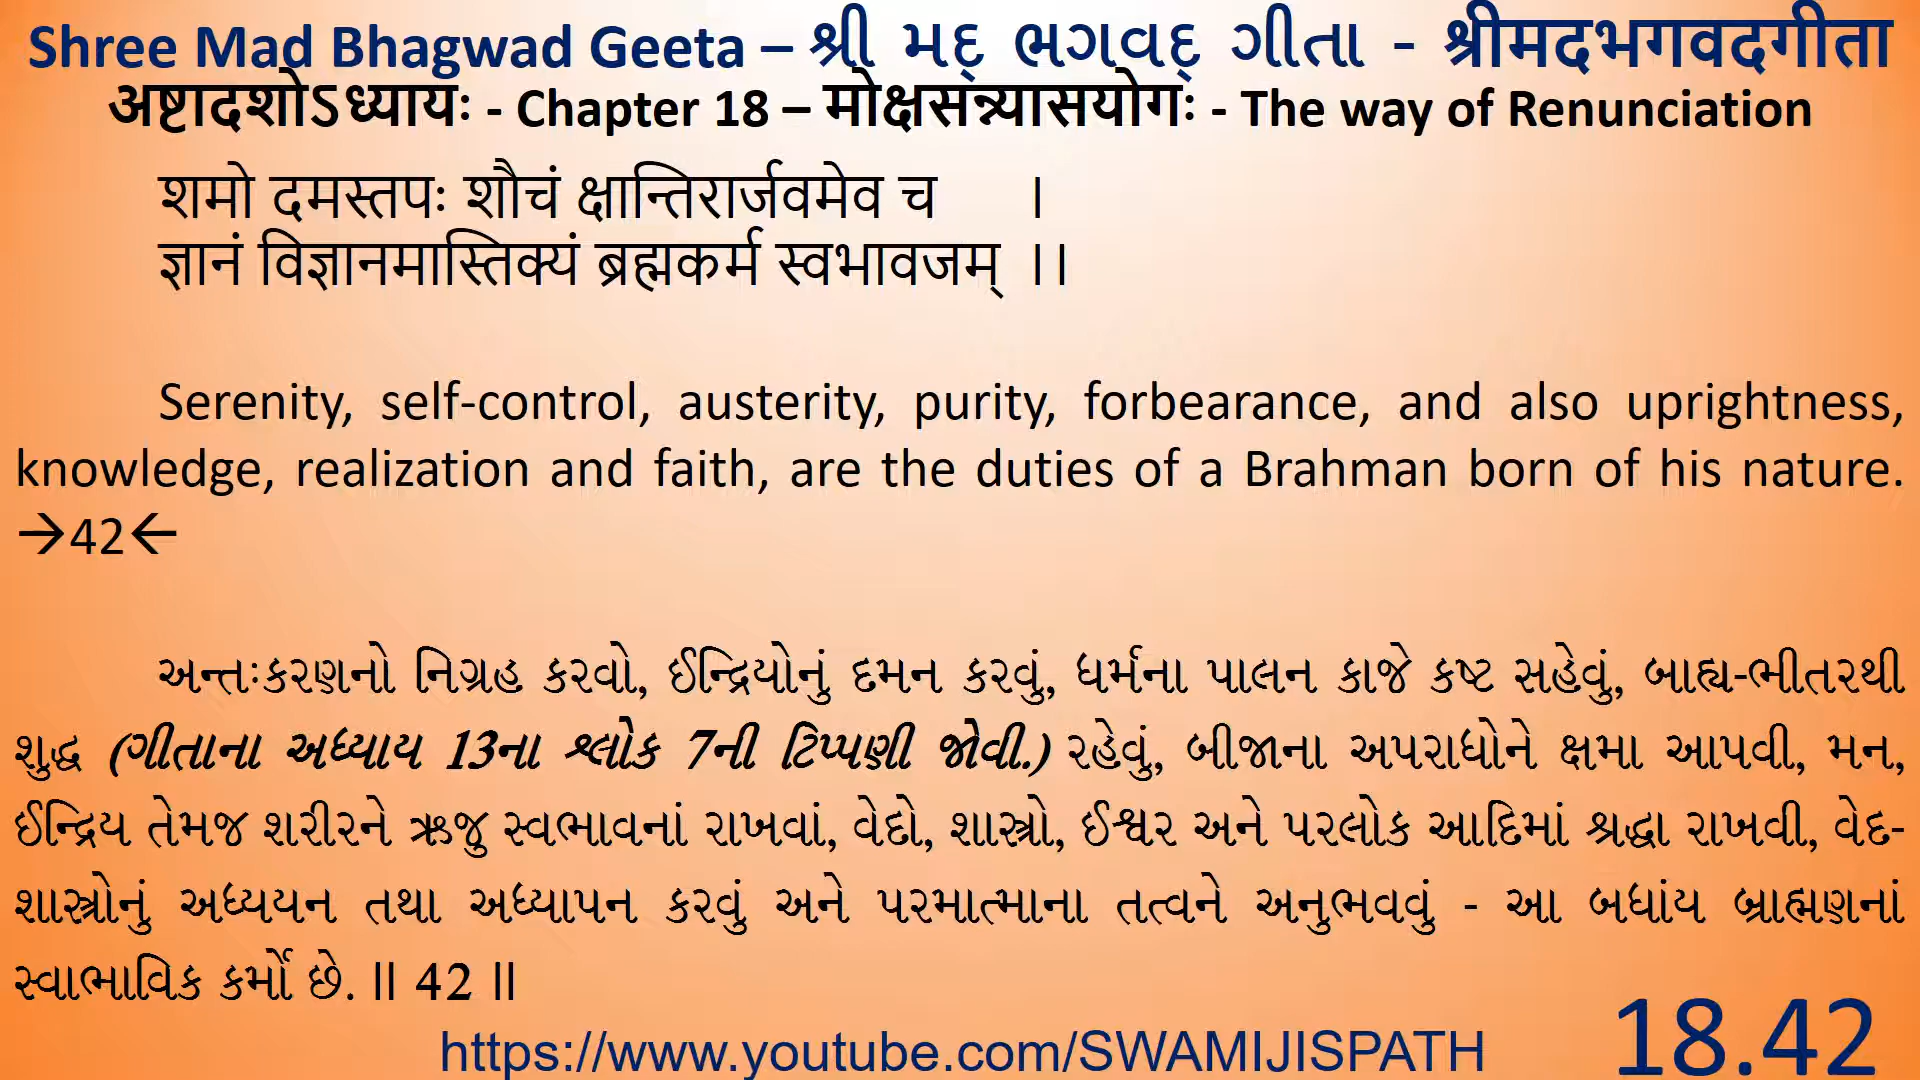 Shree Mad Bhagwad Geeta – શ્રી મદ્ ભગવદ્ ગીતા - श्रीमदभगवदगीता
अष्टादशोऽध्यायः - Chapter 18 – मोक्षसंन्यासयोगः - The way of Renunciation
शमो दमस्तपः शौचं क्षान्तिरार्जवमेव च ।
ज्ञानं विज्ञानमास्तिक्यं ब्रह्मकर्म स्वभावजम् ।।
Serenity, self-control, austerity, purity, forbearance, and also uprightness,
knowledge, realization and faith, are the duties of a Brahman born of his nature.
→42←
અન્તઃકરણનો નિગ્રહ કરવો, ઈન્દ્રિયોનું દમન કરવું, ધર્મના પાલન કાજે કષ્ટ સહેવું, બાહ્ય-ભીતરથી
શુદ્ધ (ગીતાના અધ્યાય 13ના શ્લોક 7ની ટિપ્પણી જોવી.) રહેવું, બીજાના અપરાધોને ક્ષમા આપવી, મન,
ઈન્દ્રિય તેમજ શરીરને ઋજુ સ્વભાવનાં રાખવાં, વેદો, શાસ્ત્રો, ઈશ્વર અને પરલોક આદિમાં શ્રદ્ધા રાખવી, વેદ-
શાસ્ત્રોનું અધ્યયન તથા અધ્યાપન કરવું અને પરમાત્માના તત્વને અનુભવવું - આ બધાંય બ્રાહ્મણનાં
સ્વાભાવિક કર્મો છે. ॥ 42 ॥
https://www.youtube.com/SWAMIJISPATH
18.42